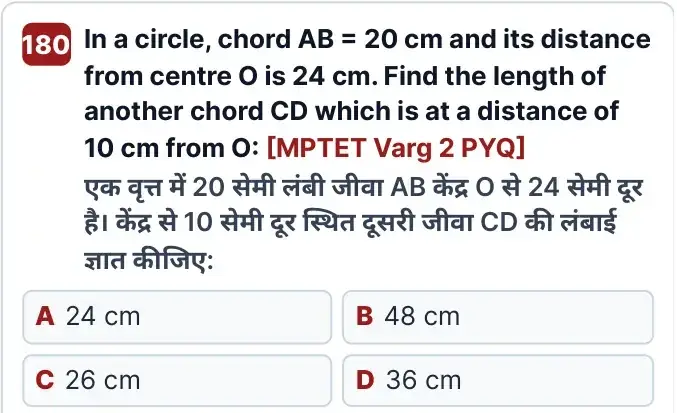 180 In a circle, chord AB = 20 cm and its distance
from centre O is 24 cm. Find the length of
another chord CD which is at a distance of
10 cm from O: [MPTET Varg 2 PYQ]
एक वृत्त में 20 सेमी लंबी जीवा AB केंद्र O से 24 सेमी दूर
है। केंद्र से 10 सेमी दूर स्थित दूसरी जीवा CD की लंबाई
ज्ञात कीजिए:
A 24 cm
B 48 cm
C 26 cm
D 36 cm